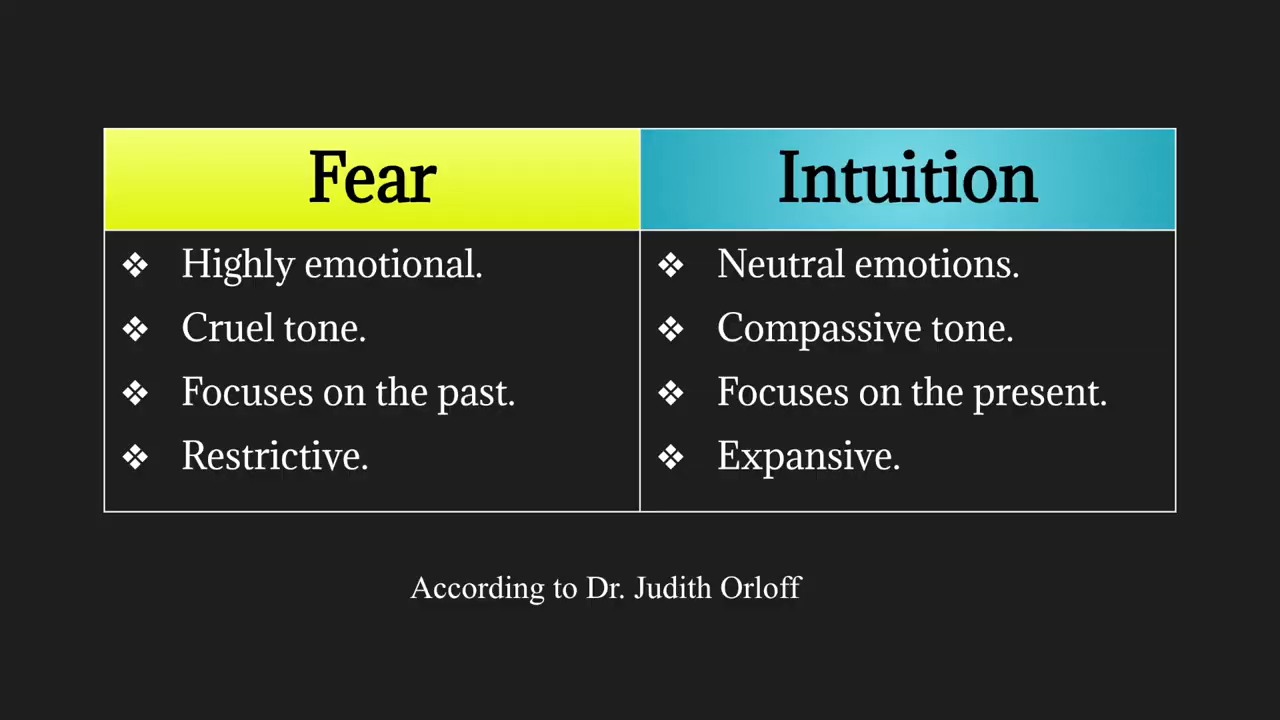 Fear
Intuition
❖ Highly emotional.
❖ Cruel tone.
❖ Focuses on the past.
❖ Restrictive.
❖ Neutral emotions.
❖ Compassive tone.
❖ Focuses on the present.
❖ Expansive.
According to Dr. Judith Orloff